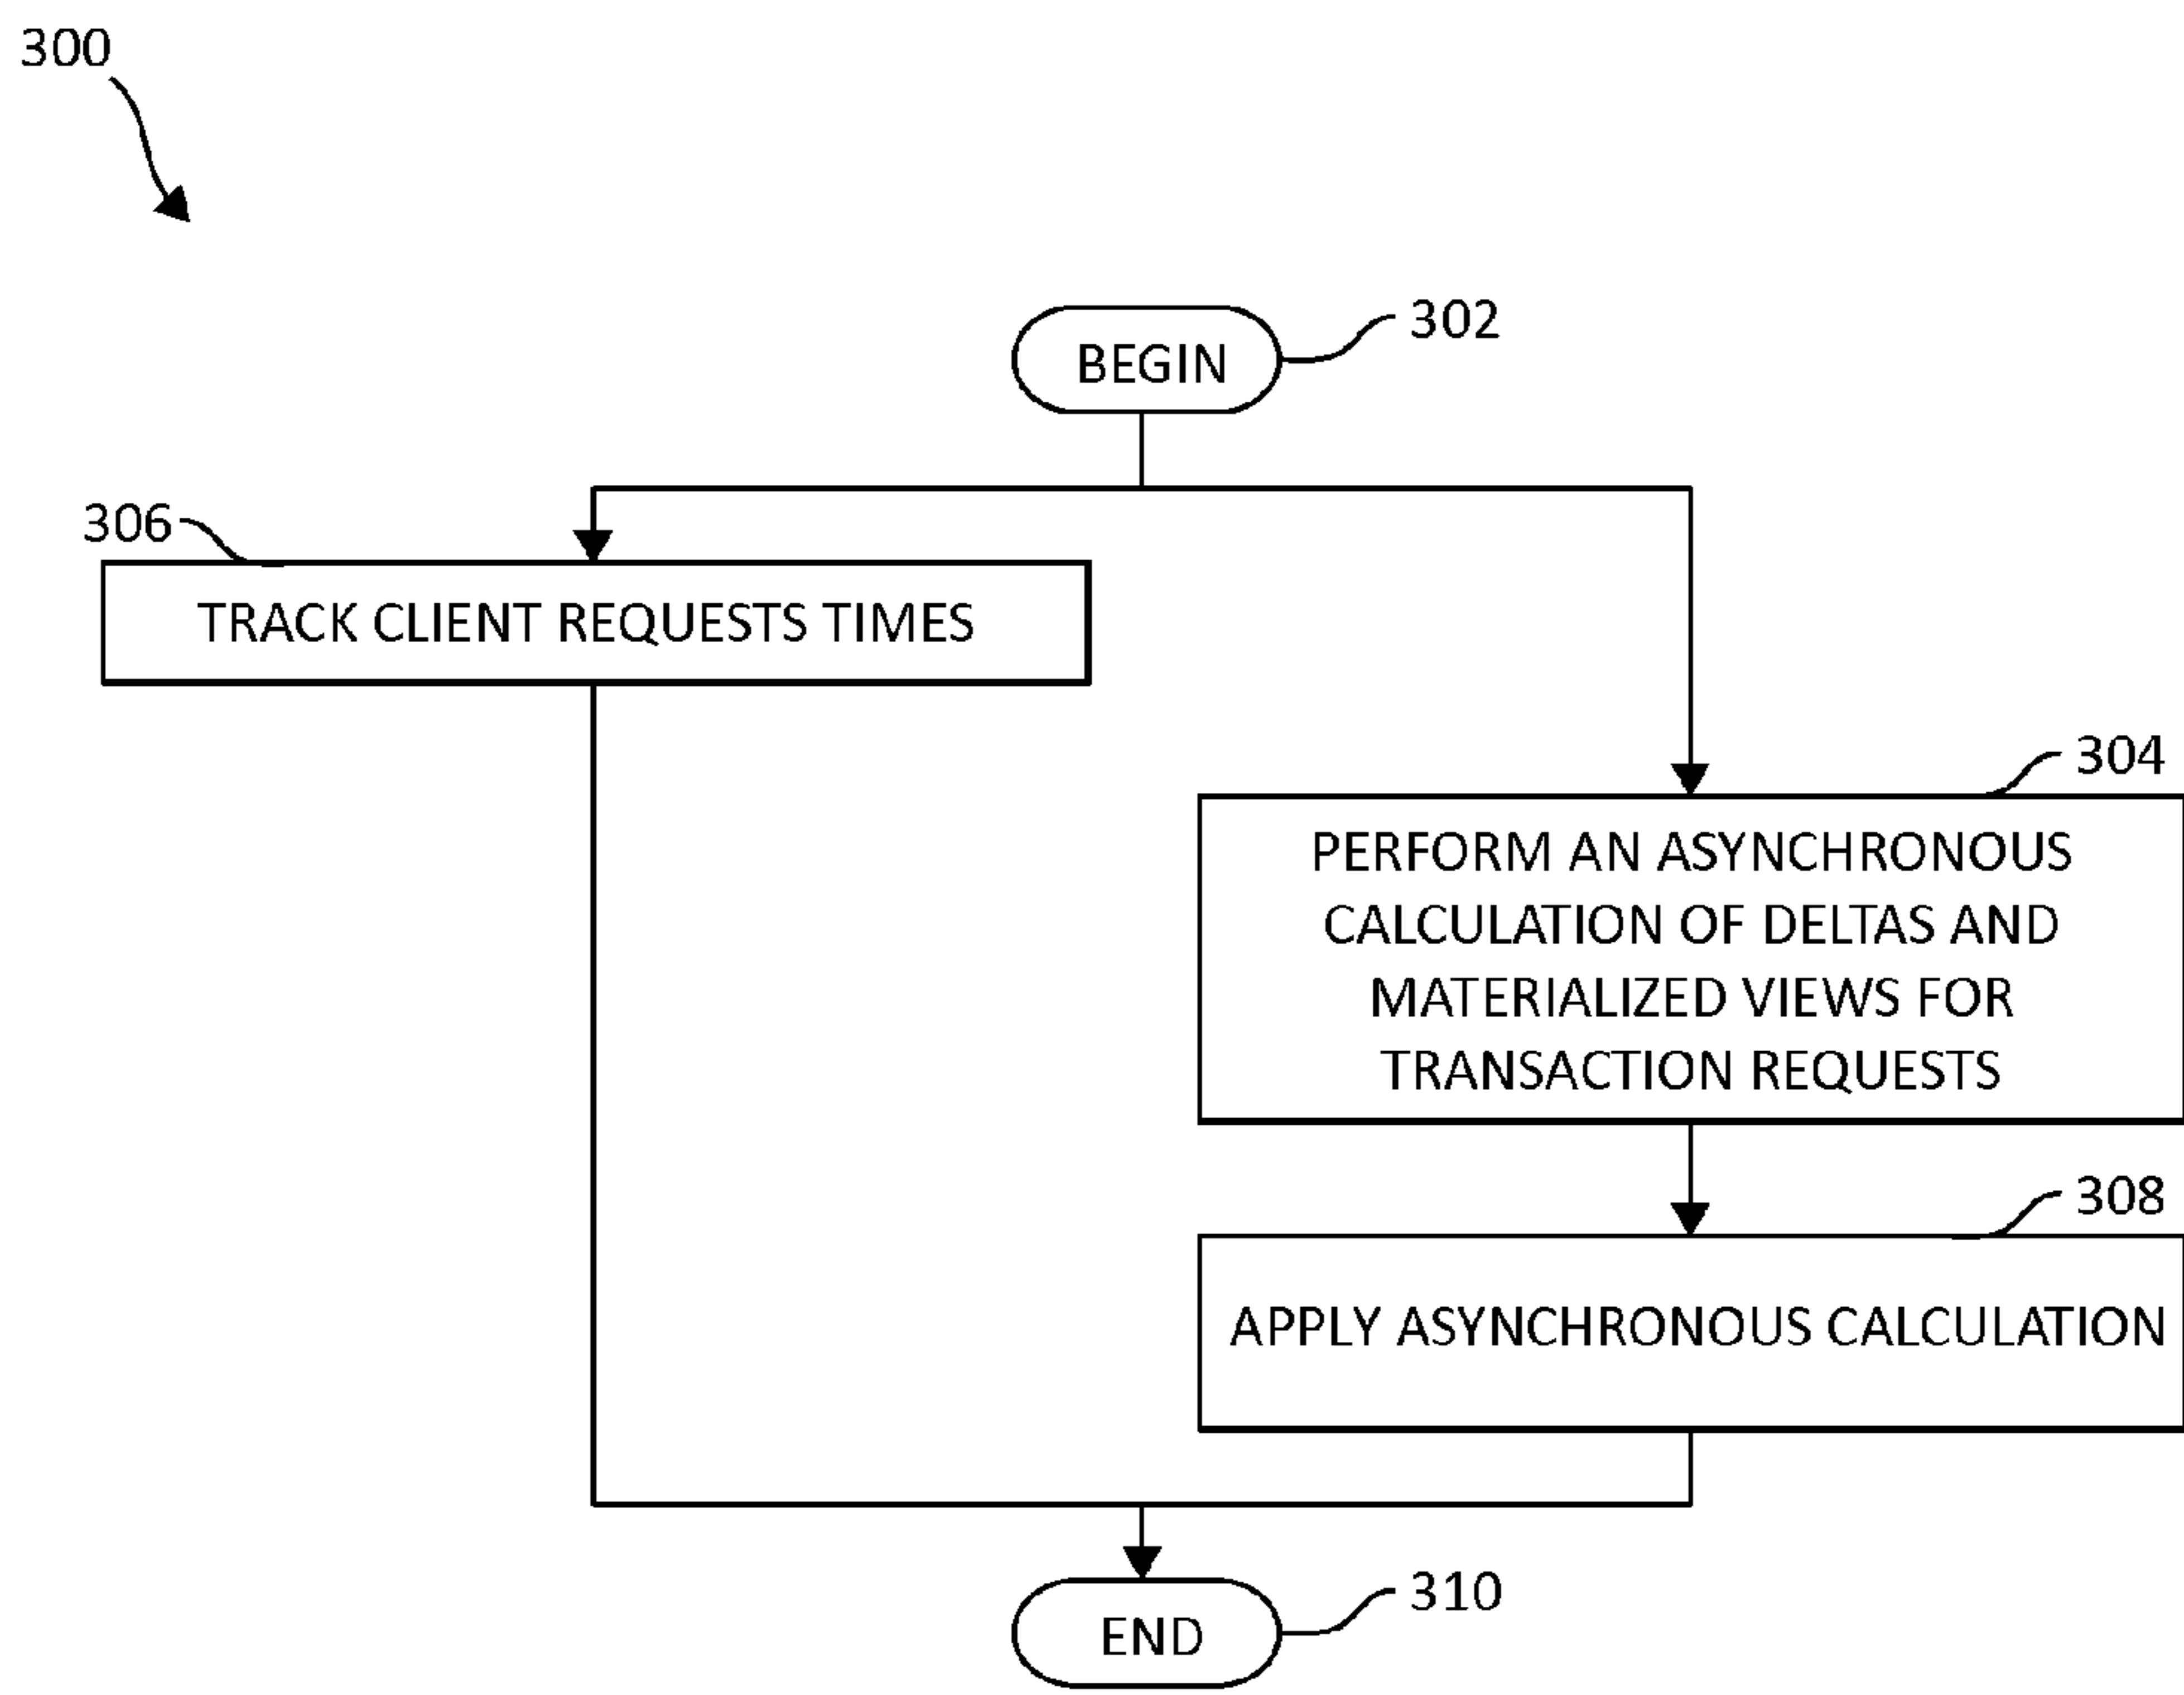 300
302
BEGIN
306
TRACK CLIENT REQUESTS TIMES
304
PERFORM AN ASYNCHRONOUS
CALCULATION OF DELTAS AND
MATERIALIZED VIEWS FOR
TRANSACTION REQUESTS
308
APPLY ASYNCHRONOUS CALCULATION
310
END